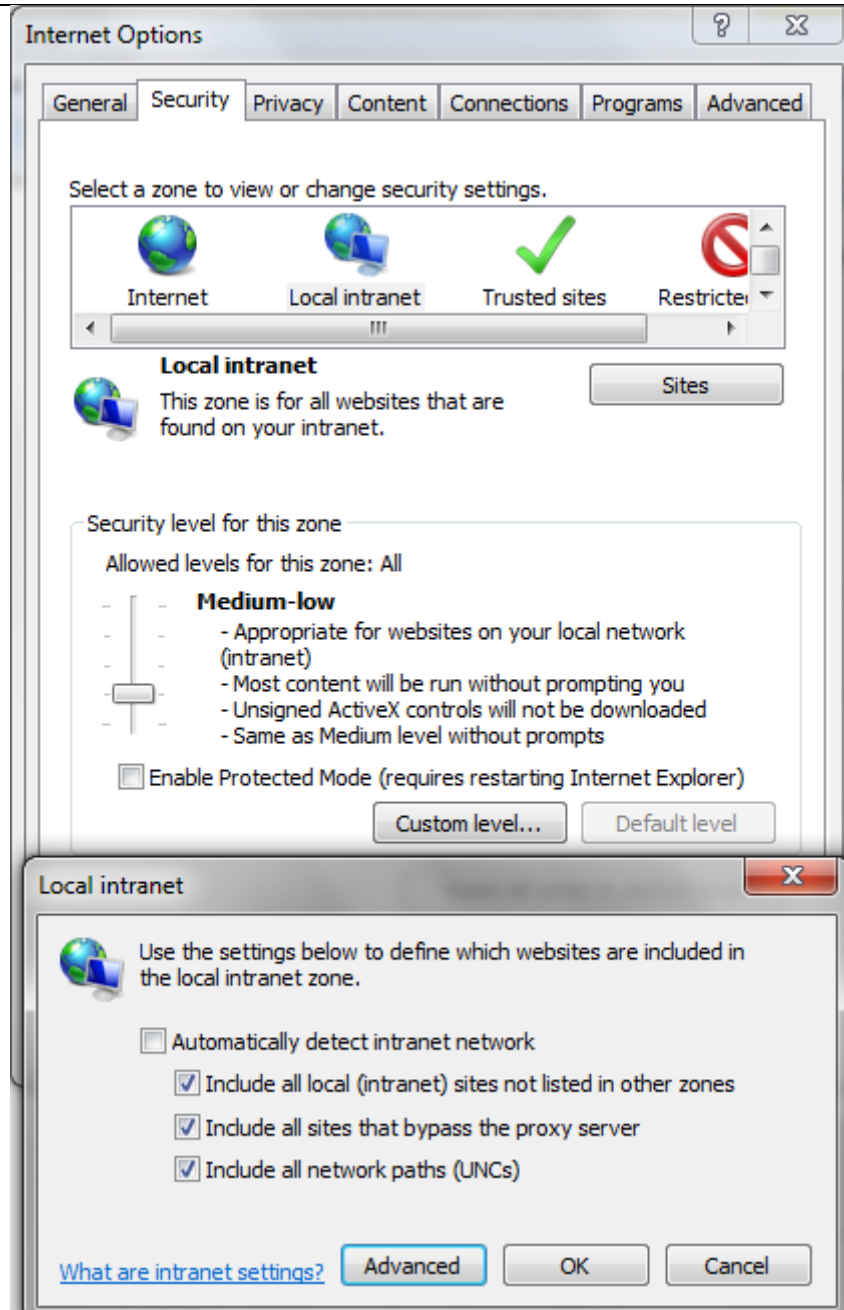 Internet Options
General Security Privacy Content Connections Programs Advanced
Select a zone to view or change security settings.
Internet Local intranet Trusted sites Restricte
Local intranet
This zone is for all websites that are
found on your intranet.
Sites
Security level for this zone
Allowed levels for this zone: All
Medium-low
- Appropriate for websites on your local network
(intranet)
- Most content will be run without prompting you
- Unsigned ActiveX controls will not be downloaded
- Same as Medium level without prompts
Enable Protected Mode (requires restarting Internet Explorer)
Custom level... Default level
Local intranet
Use the settings below to define which websites are included in
the local intranet zone.
Automatically detect intranet network
Include all local (intranet) sites not listed in other zones
Include all sites that bypass the proxy server
Include all network paths (UNCs)
What are intranet settings? Advanced OK Cancel